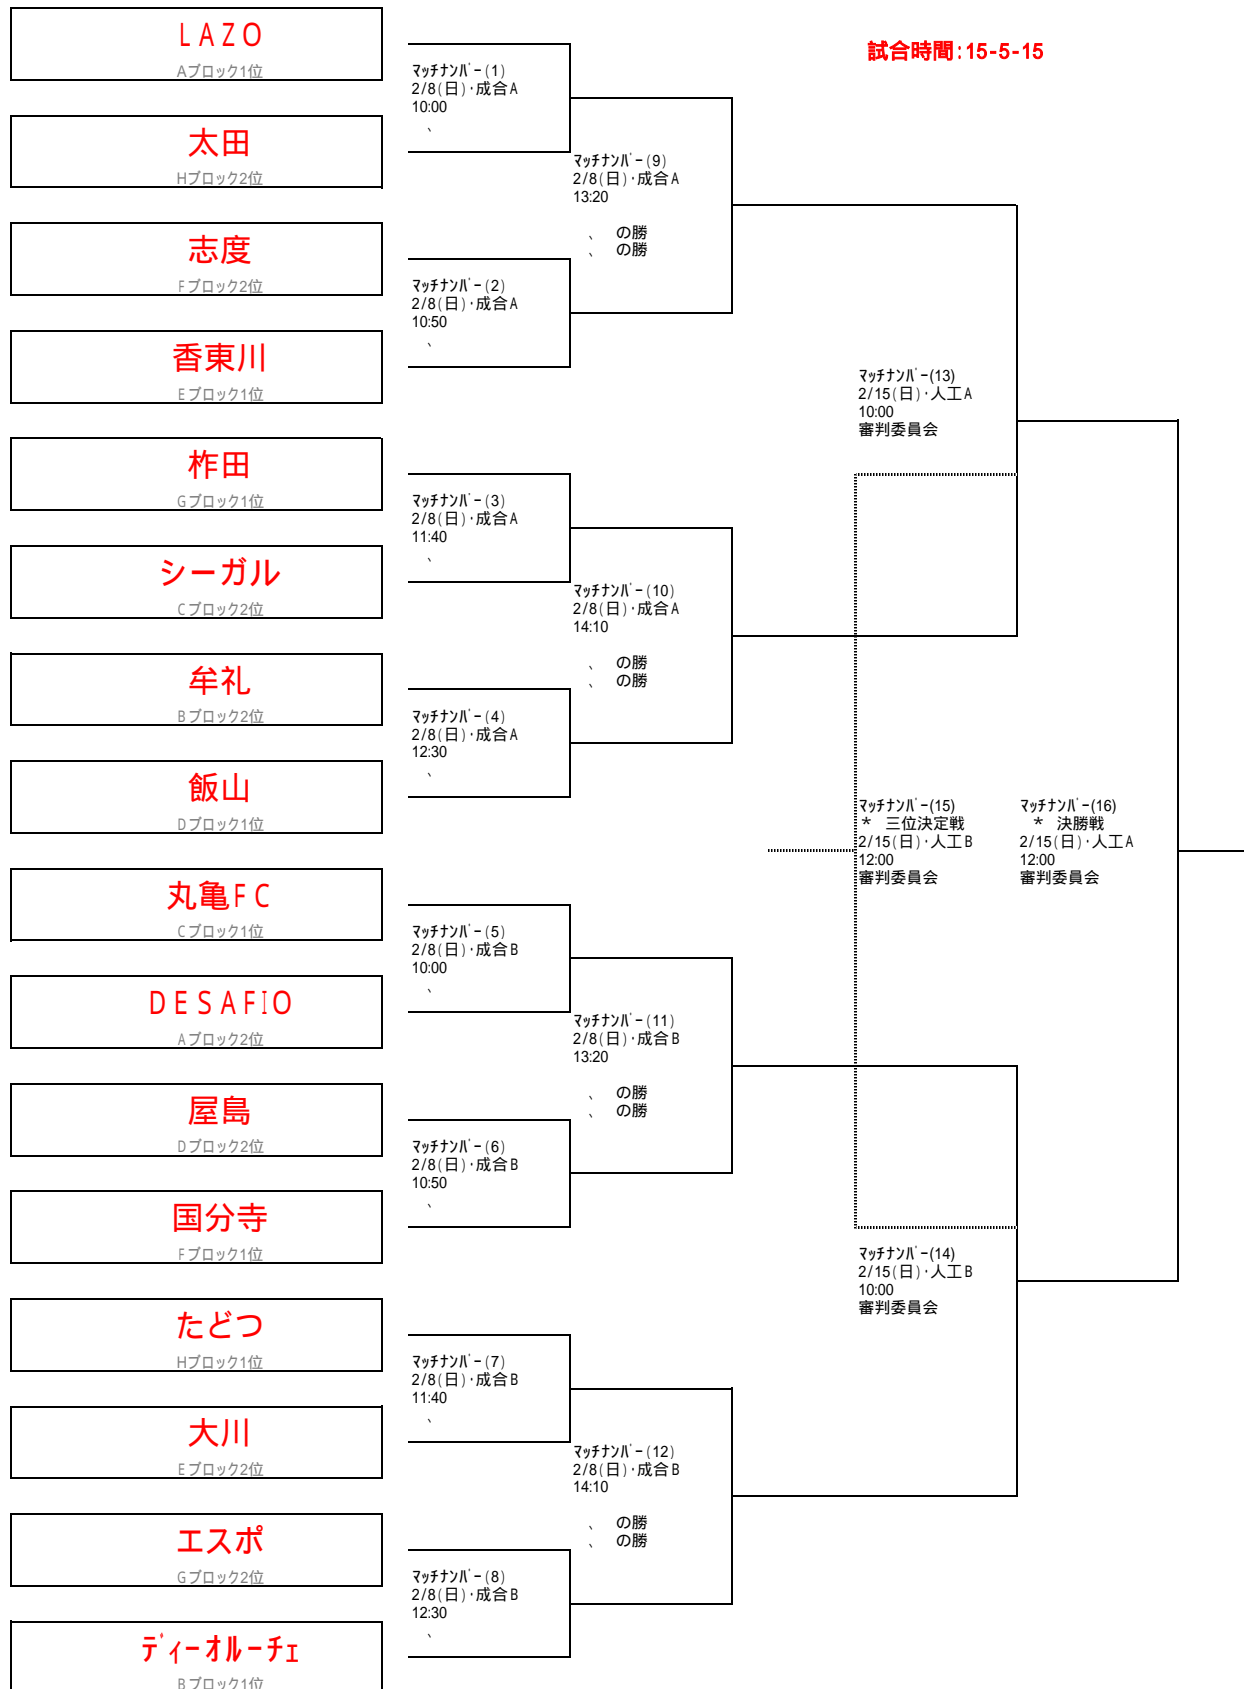 LAZO
Aブロック1位
試合時間:15-5-15
ﾏｯﾁﾅﾝﾊﾞｰ(1)
2/8(日)･成合A
10:00
、
太田
Hブロック2位
ﾏｯﾁﾅﾝﾊﾞｰ(9)
2/8(日)･成合A
13:20
、 の勝
、 の勝
志度
Fブロック2位
ﾏｯﾁﾅﾝﾊﾞｰ(2)
2/8(日)･成合A
10:50
、
香東川
Eブロック1位
ﾏｯﾁﾅﾝﾊﾞｰ(13)
2/15(日)･人工A
10:00
審判委員会
柞田
Gブロック1位
ﾏｯﾁﾅﾝﾊﾞｰ(3)
2/8(日)･成合A
11:40
、
シーガル
Cブロック2位
ﾏｯﾁﾅﾝﾊﾞｰ(10)
2/8(日)･成合A
14:10
、 の勝
、 の勝
牟礼
Bブロック2位
ﾏｯﾁﾅﾝﾊﾞｰ(4)
2/8(日)･成合A
12:30
、
飯山
Dブロック1位
ﾏｯﾁﾅﾝﾊﾞｰ(15)
* 三位決定戦
2/15(日)･人工B
12:00
審判委員会
ﾏｯﾁﾅﾝﾊﾞｰ(16)
* 決勝戦
2/15(日)･人工A
12:00
審判委員会
丸亀FC
Cブロック1位
ﾏｯﾁﾅﾝﾊﾞｰ(5)
2/8(日)･成合B
10:00
、
DESAFIO
Aブロック2位
ﾏｯﾁﾅﾝﾊﾞｰ(11)
2/8(日)･成合B
13:20
、 の勝
、 の勝
屋島
Dブロック2位
ﾏｯﾁﾅﾝﾊﾞｰ(6)
2/8(日)･成合B
10:50
、
国分寺
Fブロック1位
ﾏｯﾁﾅﾝﾊﾞｰ(14)
2/15(日)･人工B
10:00
審判委員会
たどつ
Hブロック1位
ﾏｯﾁﾅﾝﾊﾞｰ(7)
2/8(日)･成合B
11:40
、
大川
Eブロック2位
ﾏｯﾁﾅﾝﾊﾞｰ(12)
2/8(日)･成合B
14:10
、 の勝
、 の勝
エスポ
Gブロック2位
ﾏｯﾁﾅﾝﾊﾞｰ(8)
2/8(日)･成合B
12:30
、
ﾃﾞｨｰｵﾙｰﾁｪ
Bブロック1位